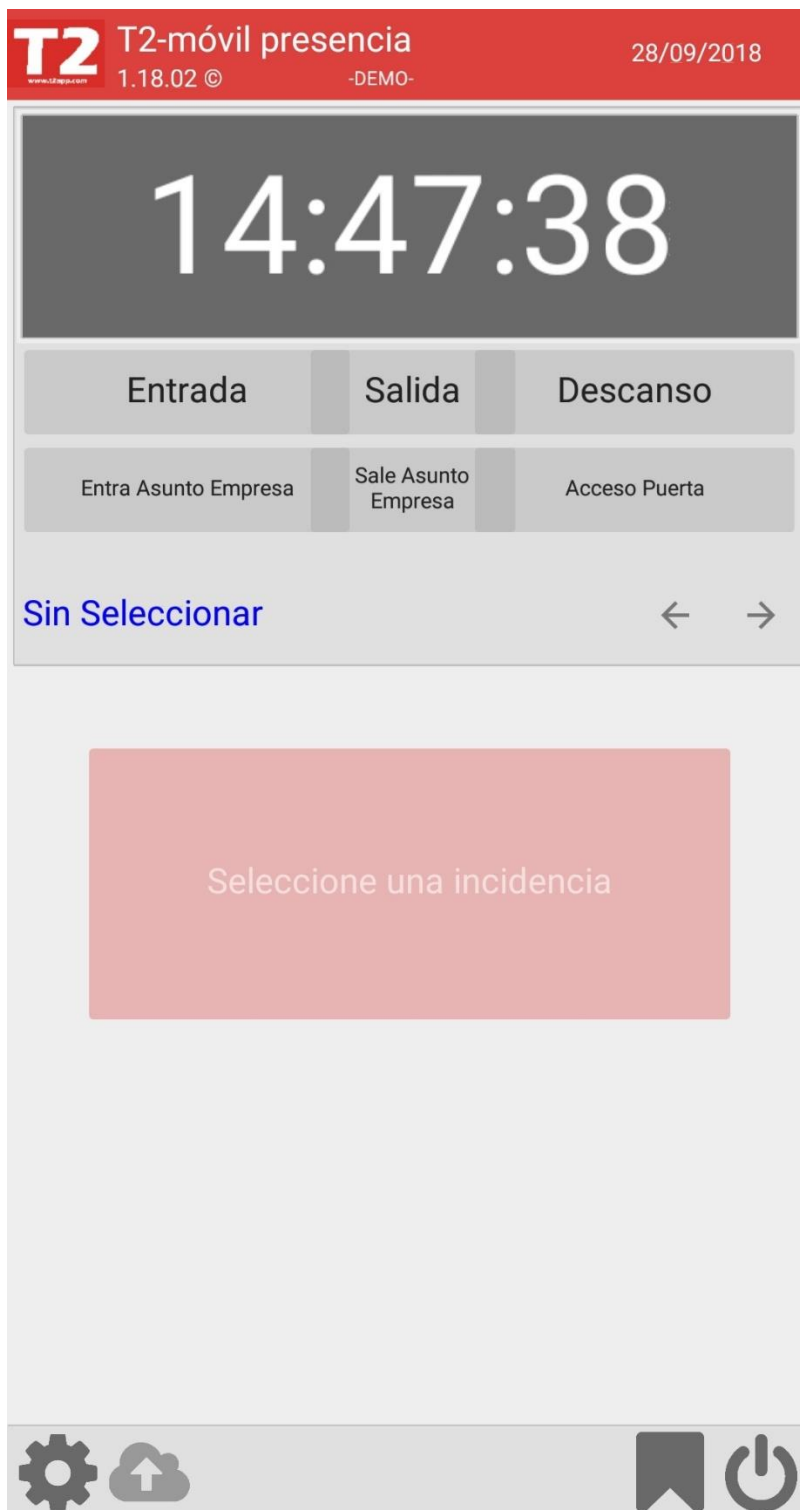 T2
www.t2app.com
T2-móvil presencia
1.18.02 ©
-DEMO-
28/09/2018
14:47:38
Entrada
Salida
Descanso
Entra Asunto Empresa
Sale Asunto
Empresa
Acceso Puerta
Sin Seleccionar
Seleccione una incidencia